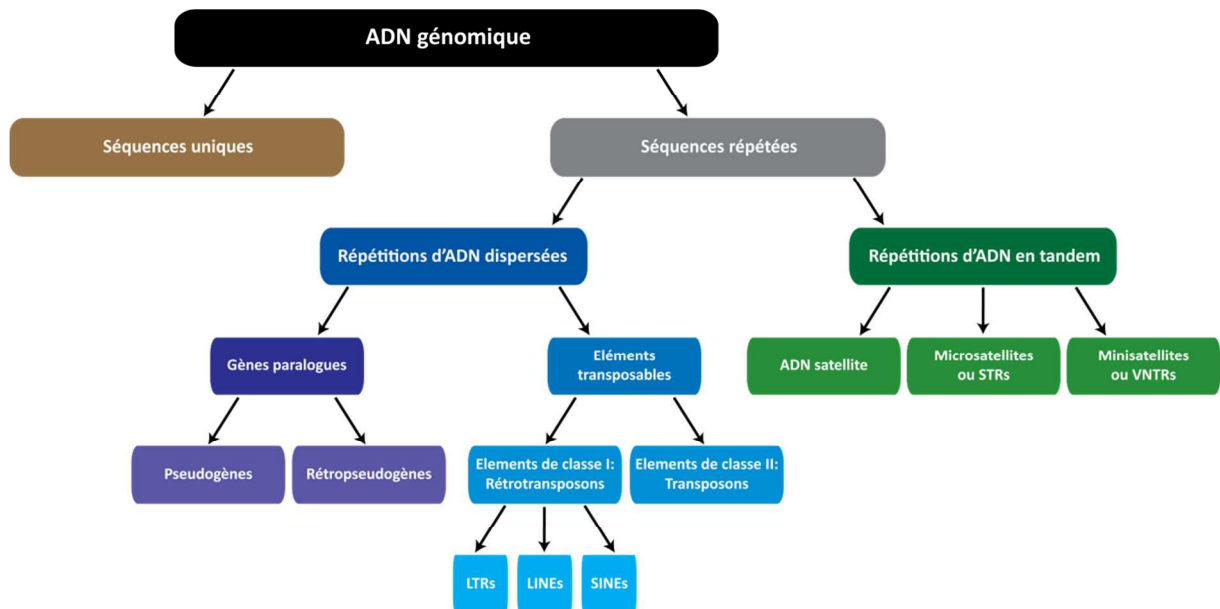 ADN génomique
Séquences uniques
Séquences répétées
Répétitions d’ADN dispersées
Répétitions d’ADN en tandem
Gènes paralogues
Eléments
transposables
ADN satellite
Microsatellites
ou STRs
Minisatellites
ou VNTRs
Pseudogènes
Rétropseudogènes
Elements de classe I:
Rétrotransposons
Elements de classe II:
Transposons
LTRs
LINEs
SINEs